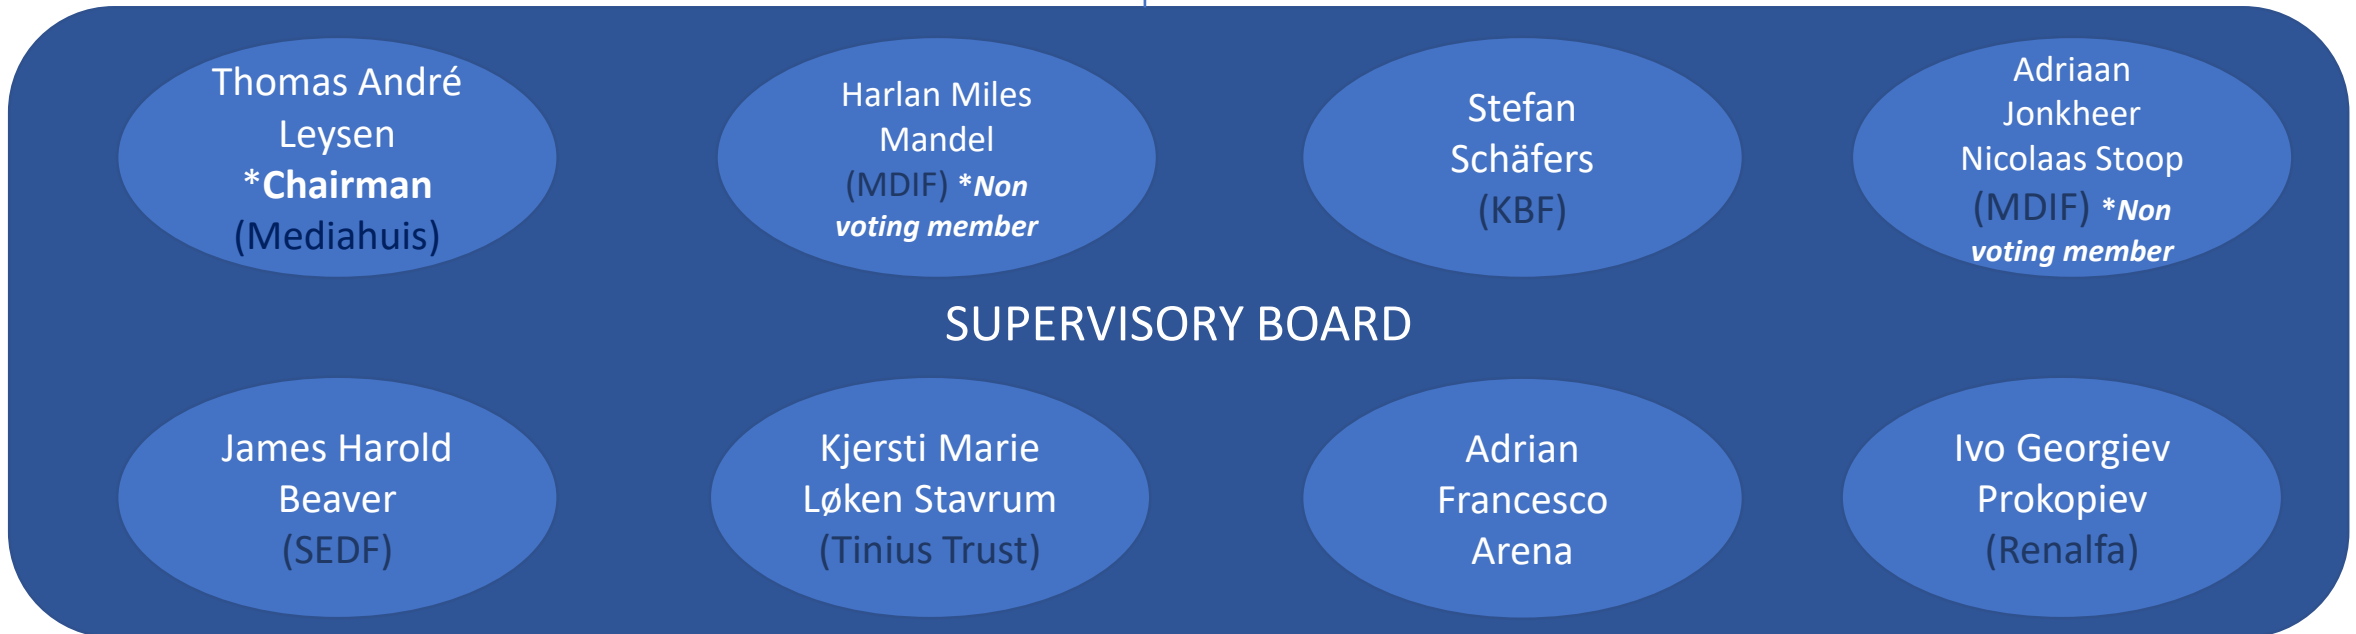 Thomas André
Leysen
*Chairman
(Mediahuis)
Harlan Miles
Mandel
(MDIF) *Non
voting member
Stefan
Schäfers
(KBF)
Adriaan
Jonkheer
Nicolaas Stoop
(MDIF) *Non
voting member
SUPERVISORY BOARD
James Harold
Beaver
(SEDF)
Kjersti Marie
Løken Stavrum
(Tinius Trust)
Adrian
Francesco
Arena
Ivo Georgiev
Prokopiev
(Renalfa)